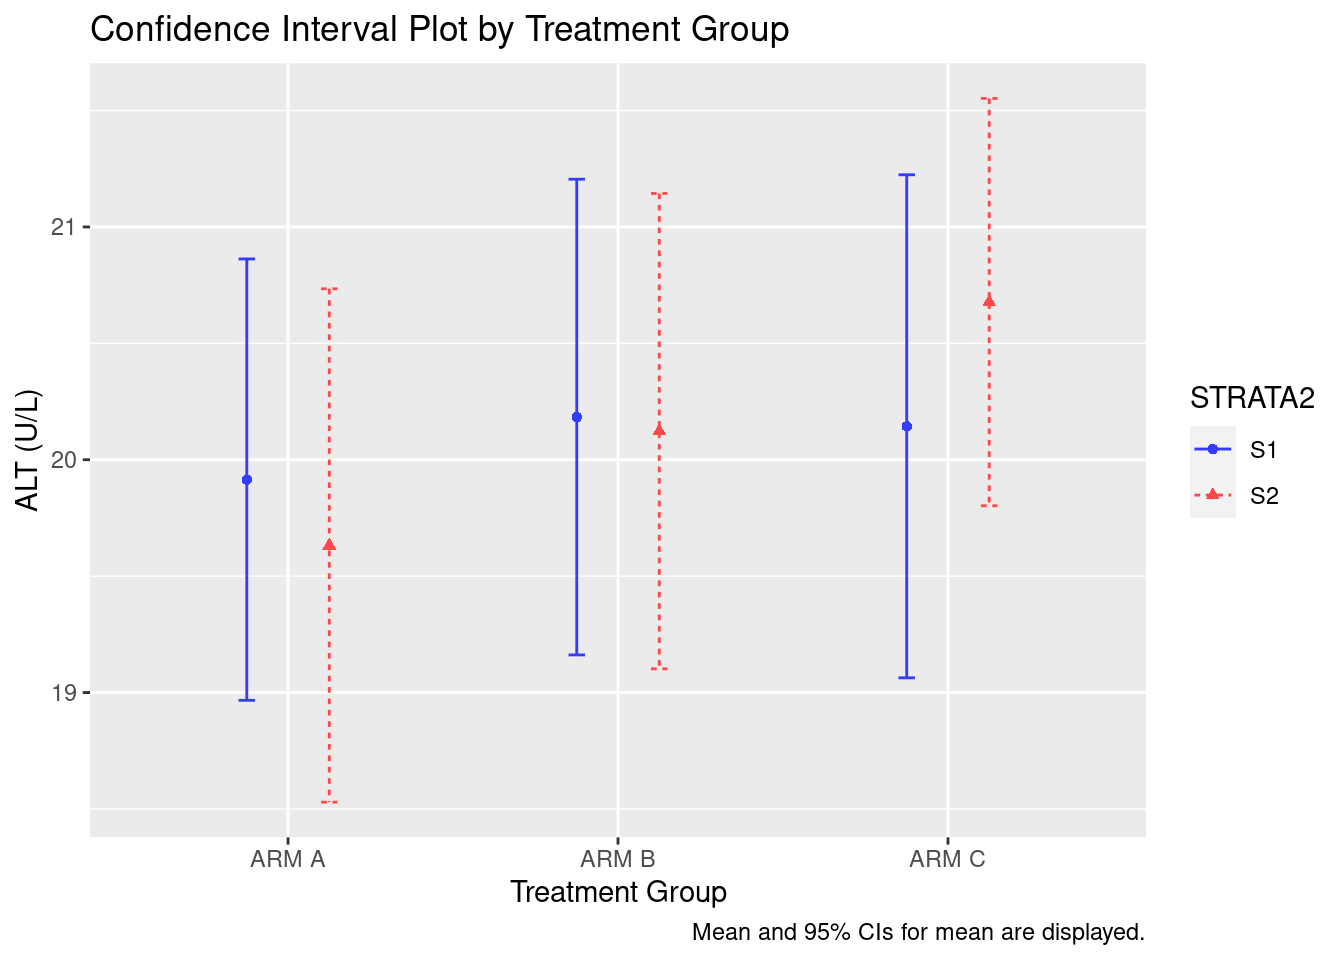 Confidence Interval Plot by Treatment Group
21
20
19
ALT (U/L)
ARM A
ARM B
ARM C
Treatment Group
STRATA2
S1
S2
Mean and 95% CIs for mean are displayed.